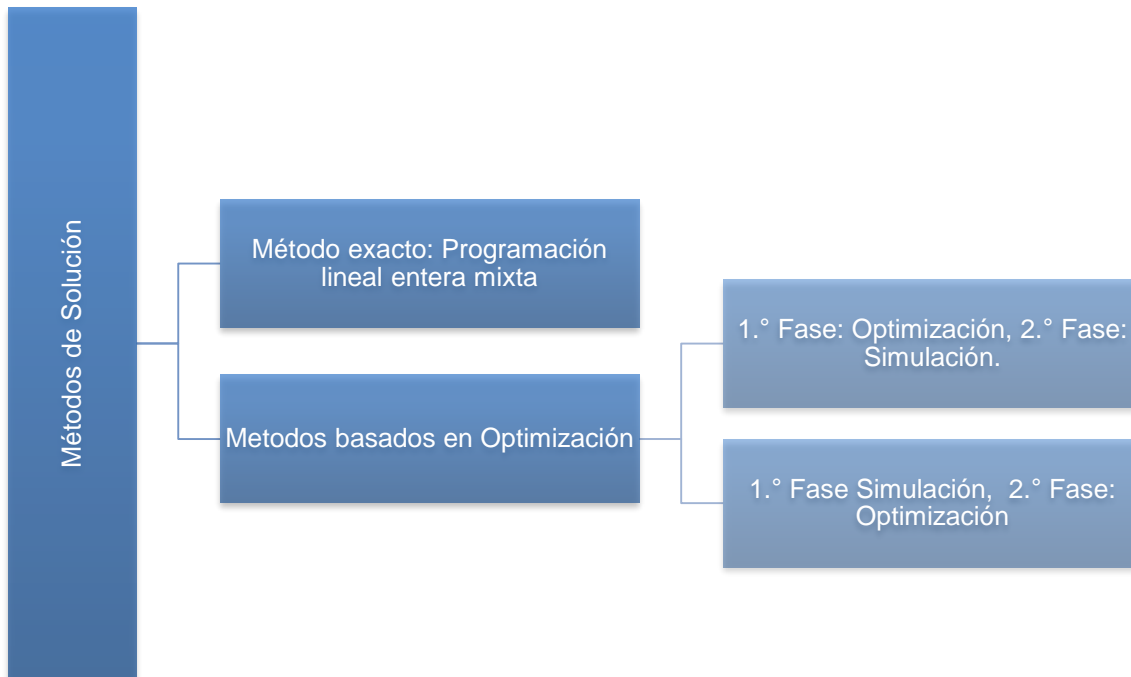 Métodos de Solución
Método exacto: Programación
lineal entera mixta
Metodos basados en Optimización
1.° Fase: Optimización, 2.° Fase:
Simulación.
1.° Fase Simulación, 2.° Fase:
Optimización